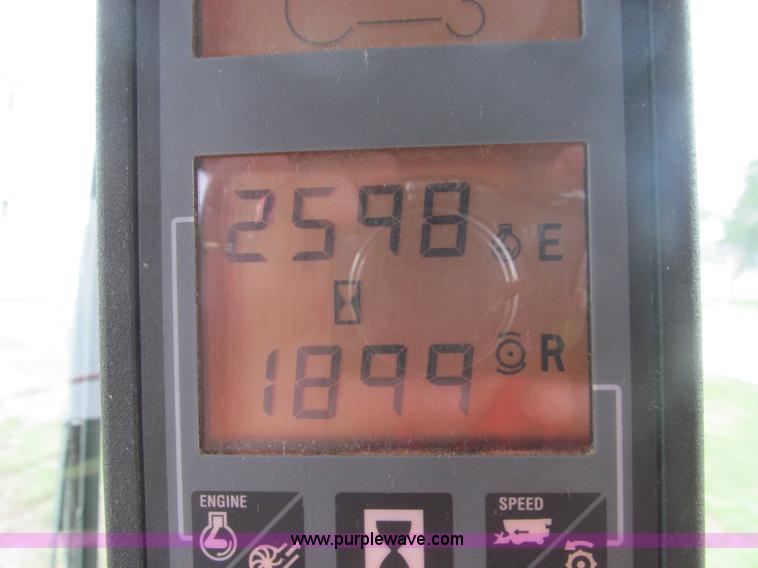 2598 E
1899 R
ENGINE
SPEED
www.purplewave.com